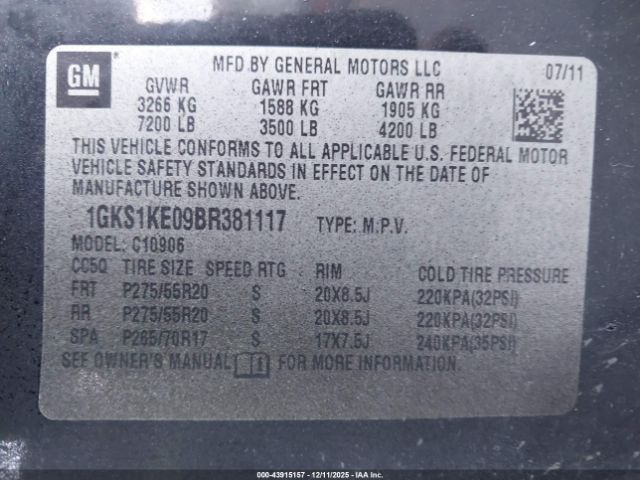 GM
MFD BY GENERAL MOTORS LLC 07/11
GVWR GAWR FRT GAWR RR
3266 KG 1588 KG 1905 KG
7200 LB 3500 LB 4200 LB
THIS VEHICLE CONFORMS TO ALL APPLICABLE U.S. FEDERAL MOTOR
VEHICLE SAFETY STANDARDS IN EFFECT ON THE DATE OF
MANUFACTURE SHOWN ABOVE.
1GKS1KE09BR381117 TYPE: M.P.V.
MODEL: C10906
CC5Q TIRE SIZE SPEED RTG RIM COLD TIRE PRESSURE
FRT P275/55R20 S 20X8.5J 220KPA(32PSI)
RR P275/55R20 S 20X8.5J 220KPA(32PSI)
SPA P265/70R17 S 17X7.5J 240KPA(35PSI)
SEE OWNER'S MANUAL FOR MORE INFORMATION.
000-43915157 - 12/11/2025 - IAAI.com